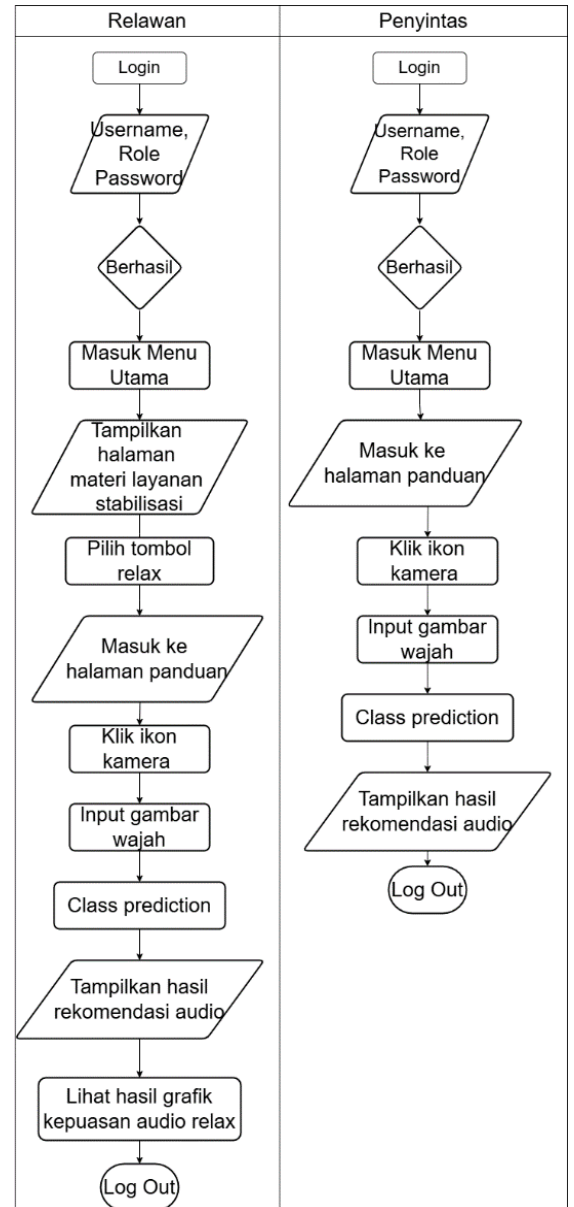 Relawan
Login
Username,
Role
Password
Berhasil
Masuk Menu
Utama
Tampilkan
halaman
materi layanan
stabilisasi
Pilih tombol
relax
Masuk ke
halaman panduan
Klik ikon
kamera
Input gambar
wajah
Class prediction
Tampilkan hasil
rekomendasi audio
Lihat hasil grafik
kepuasan audio relax
Log Out
Penyintas
Login
Username,
Role
Password
Berhasil
Masuk Menu
Utama
Masuk ke
halaman panduan
Klik ikon
kamera
Input gambar
wajah
Class prediction
Tampilkan hasil
rekomendasi audio
Log Out